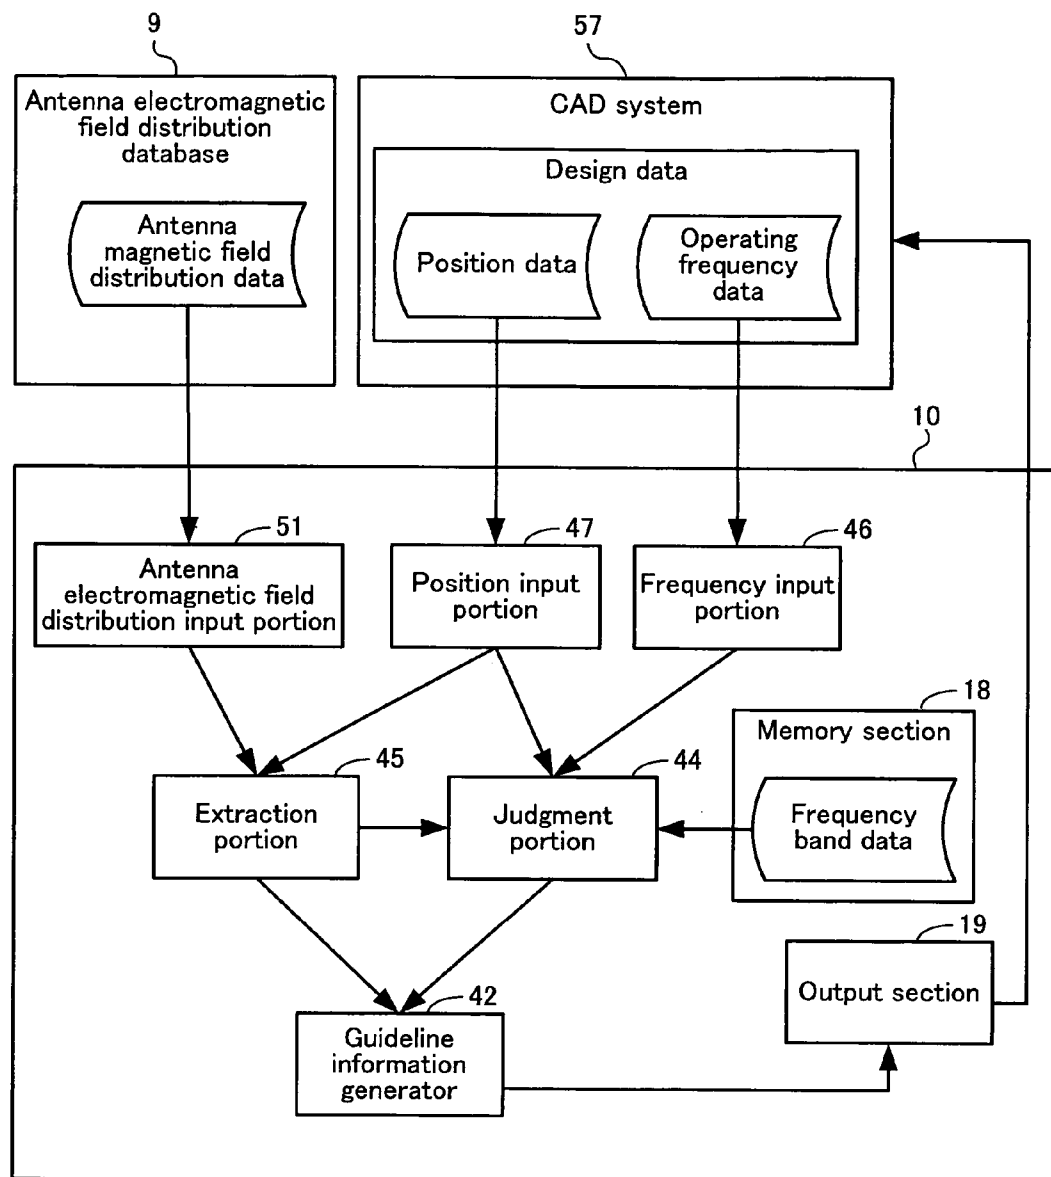 9
57
Antenna electromagnetic
field distribution
database
CAD system
Design data
Antenna
magnetic field
distribution data
Position data
Operating
frequency
data
10
51
47
46
Antenna
electromagnetic field
distribution input portion
Position input
portion
Frequency input
portion
18
Memory section
45
44
Extraction
portion
Judgment
portion
Frequency
band data
19
Output section
42
Guideline
information
generator